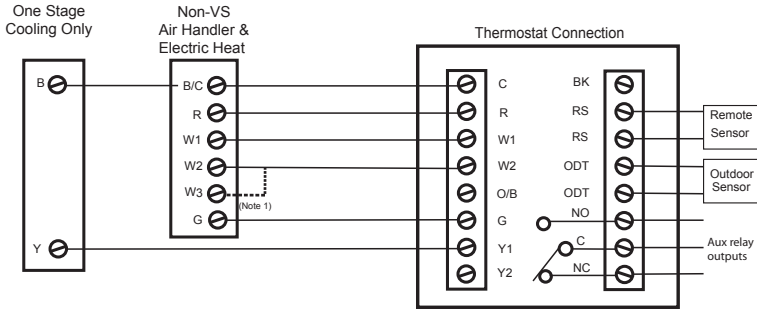 One Stage
Cooling Only
Non-VS
Air Handler &
Electric Heat
Thermostat Connection
B
Y
B/C
R
W1
W2
W3
(Note 1)
G
C
R
W1
W2
O/B
G
Y1
Y2
BK
RS
RS
ODT
ODT
NO
C
NC
Remote
Sensor
Outdoor
Sensor
Aux relay
outputs